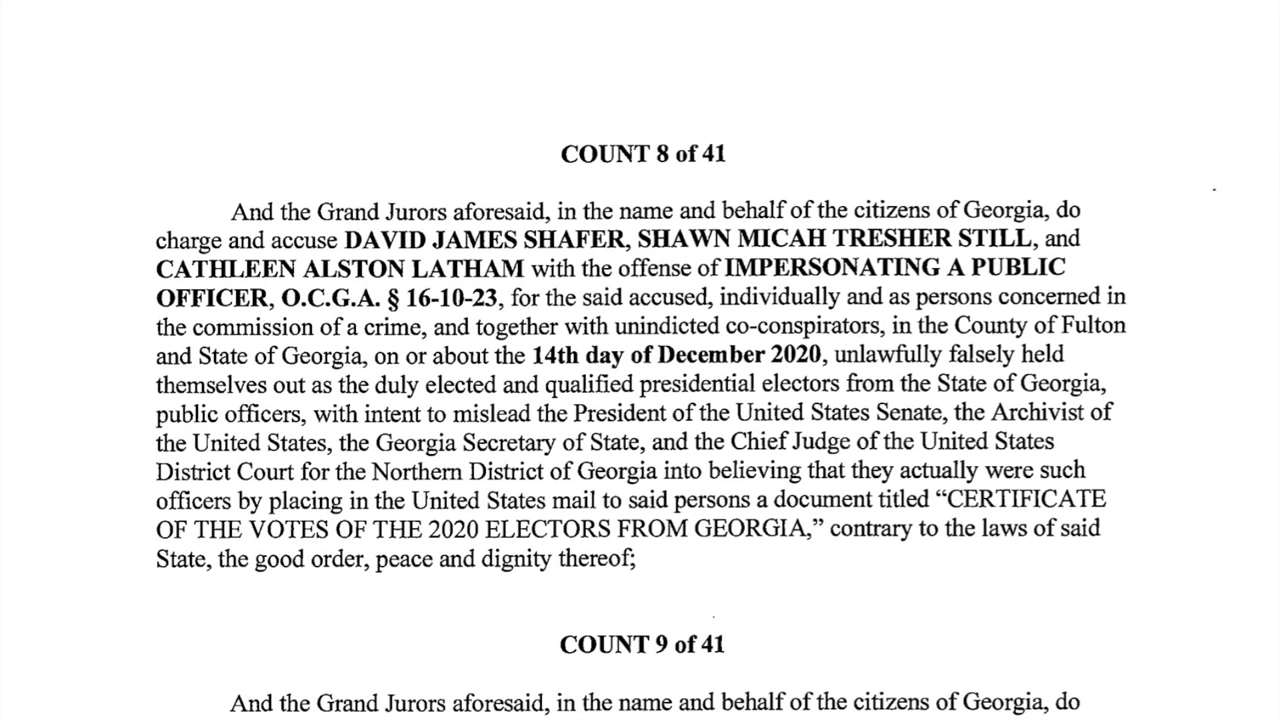 COUNT 8 of 41
And the Grand Jurors aforesaid, in the name and behalf of the citizens of Georgia, do
charge and accuse DAVID JAMES SHAFER, SHAWN MICAH TRESHER STILL, and
CATHLEEN ALSTON LATHAM with the offense of IMPERSONATING A PUBLIC
OFFICER, O.C.G.A. § 16-10-23, for the said accused, individually and as persons concerned in
the commission of a crime, and together with unindicted co-conspirators, in the County of Fulton
and State of Georgia, on or about the 14th day of December 2020, unlawfully falsely held
themselves out as the duly elected and qualified presidential electors from the State of Georgia,
public officers, with intent to mislead the President of the United States Senate, the Archivist of
the United States, the Georgia Secretary of State, and the Chief Judge of the United States
District Court for the Northern District of Georgia into believing that they actually were such
officers by placing in the United States mail to said persons a document titled “CERTIFICATE
OF THE VOTES OF THE 2020 ELECTORS FROM GEORGIA,” contrary to the laws of said
State, the good order, peace and dignity thereof;
COUNT 9 of 41
And the Grand Jurors aforesaid, in the name and behalf of the citizens of Georgia, do